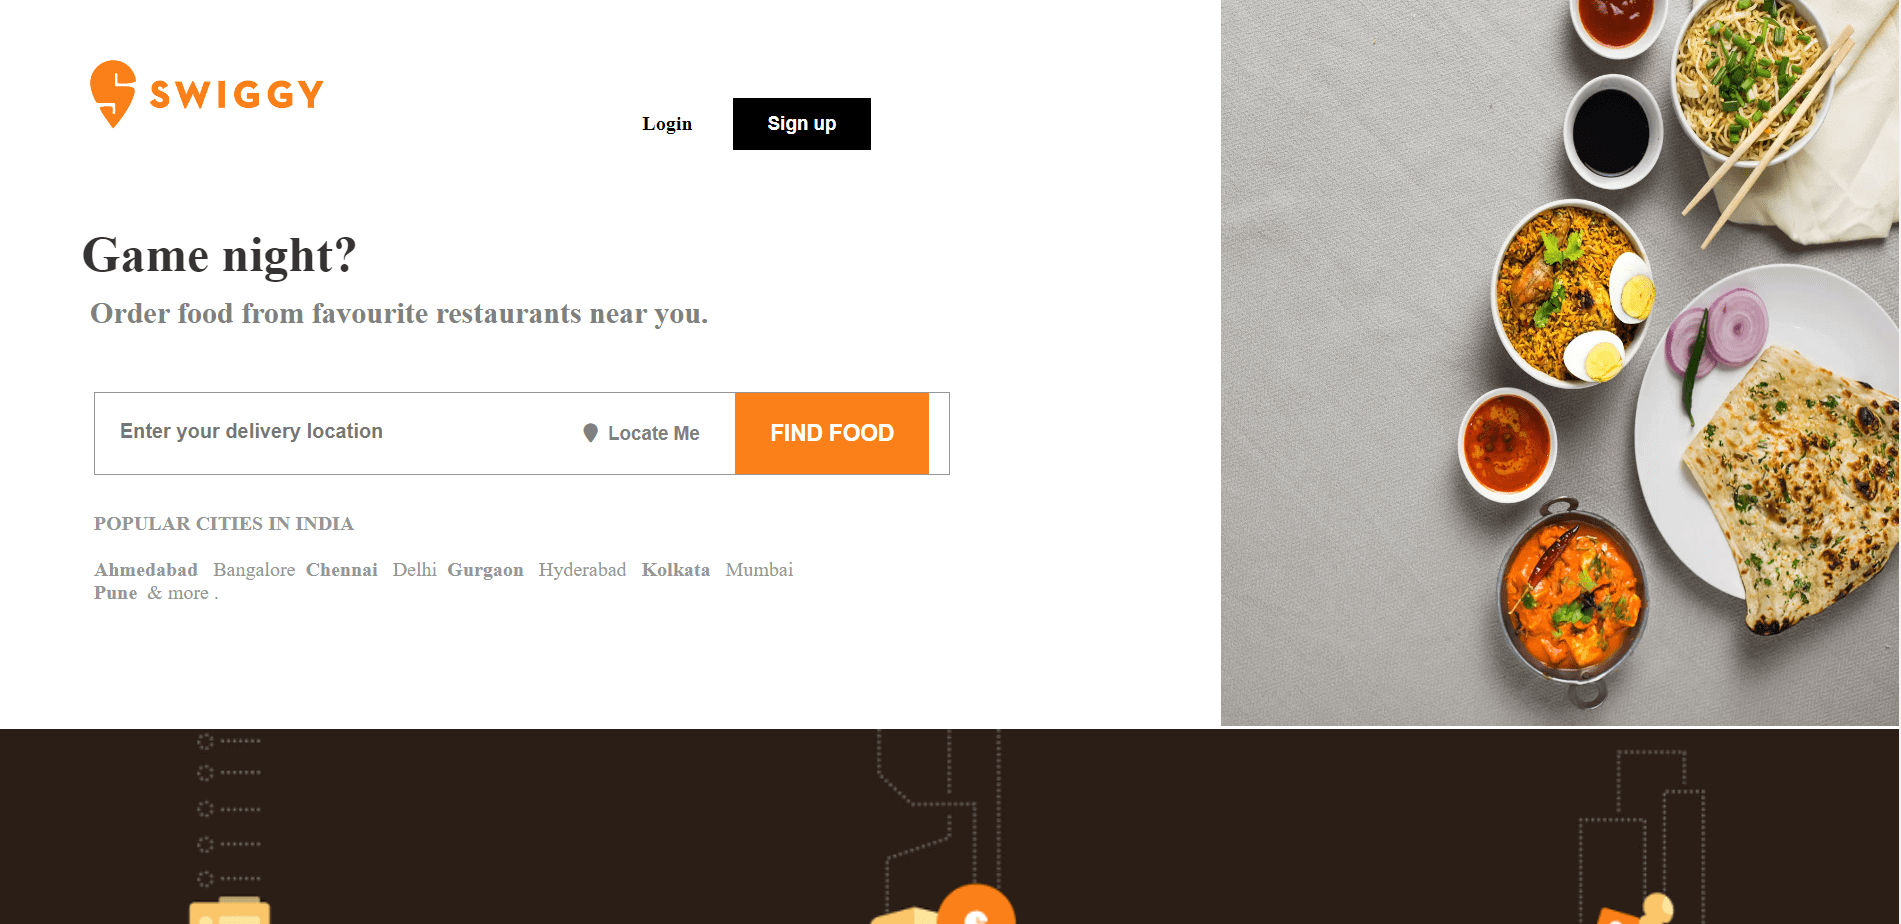 SWIGGY
Login
Sign up
Game night?
Order food from favourite restaurants near you.
Enter your delivery location
Locate Me
FIND FOOD
POPULAR CITIES IN INDIA
Ahmedabad Bangalore Chennai Delhi Gurgaon Hyderabad Kolkata Mumbai
Pune & more .